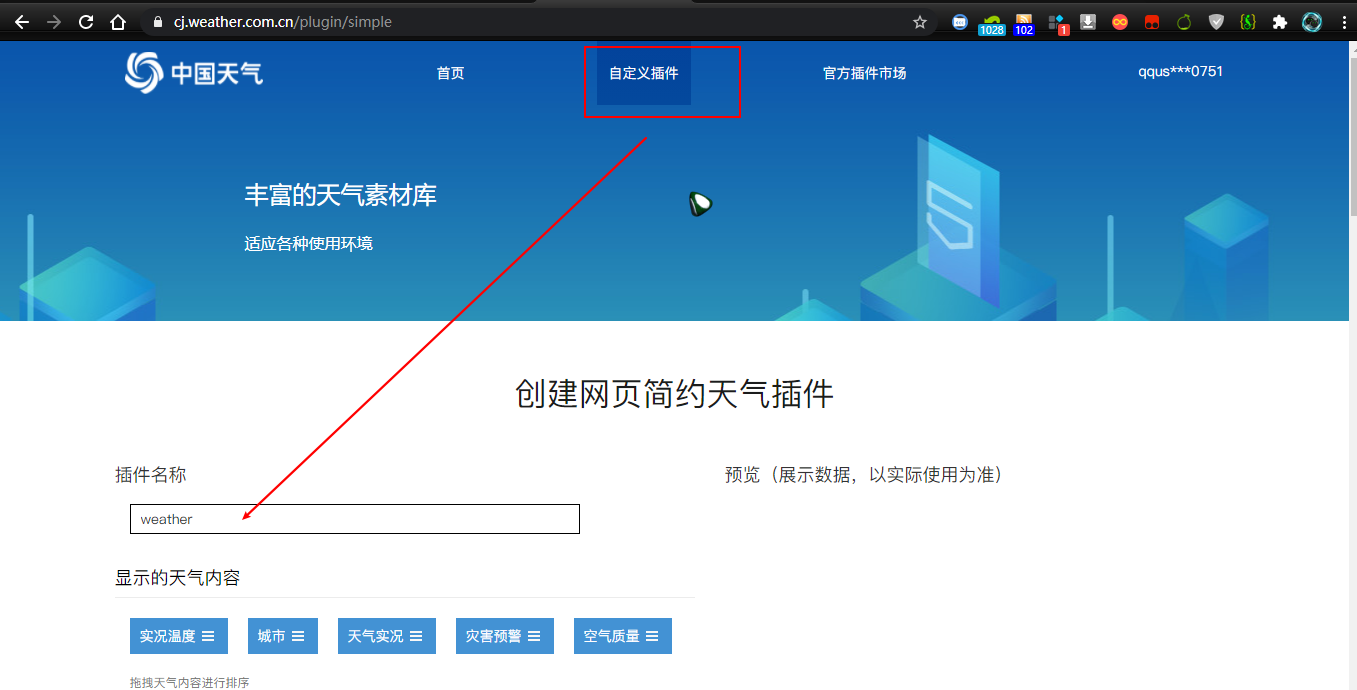 cj.weather.com.cn/plugin/simple
1028
102
1
中国天气
首页
自定义插件
官方插件市场
qqus***0751
丰富的天气素材库
适应各种使用环境
创建网页简约天气插件
插件名称
预览（展示数据，以实际使用为准）
weather
显示的天气内容
实况温度
城市
天气实况
灾害预警
空气质量
拖拽天气内容进行排序